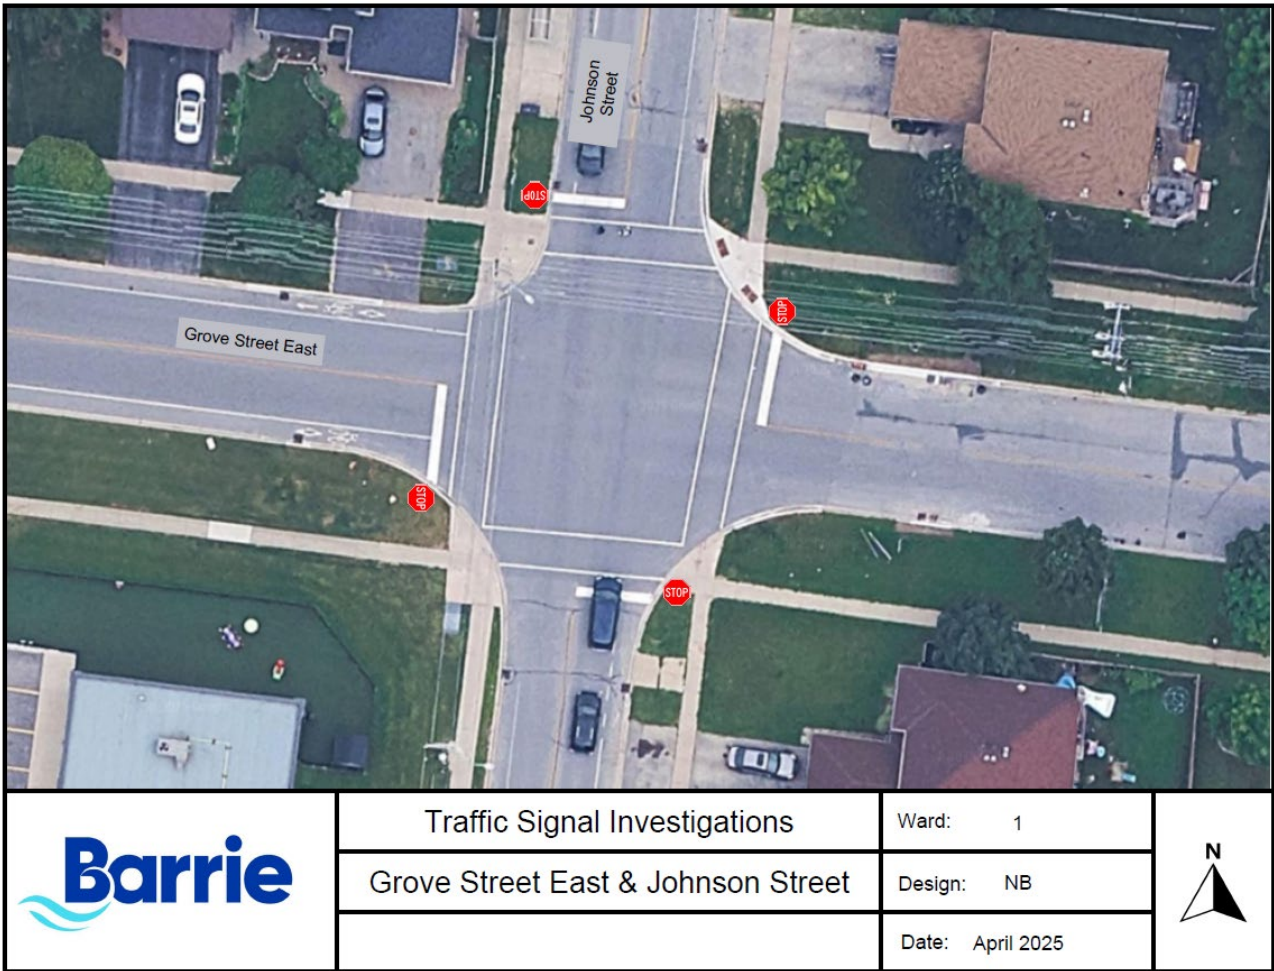 Johnson
Street
STOP
STOP
Grove Street East
STOP
STOP
Barrie
Traffic Signal Investigations
Grove Street East & Johnson Street
Ward: 1
Design: NB
Date: April 2025
N